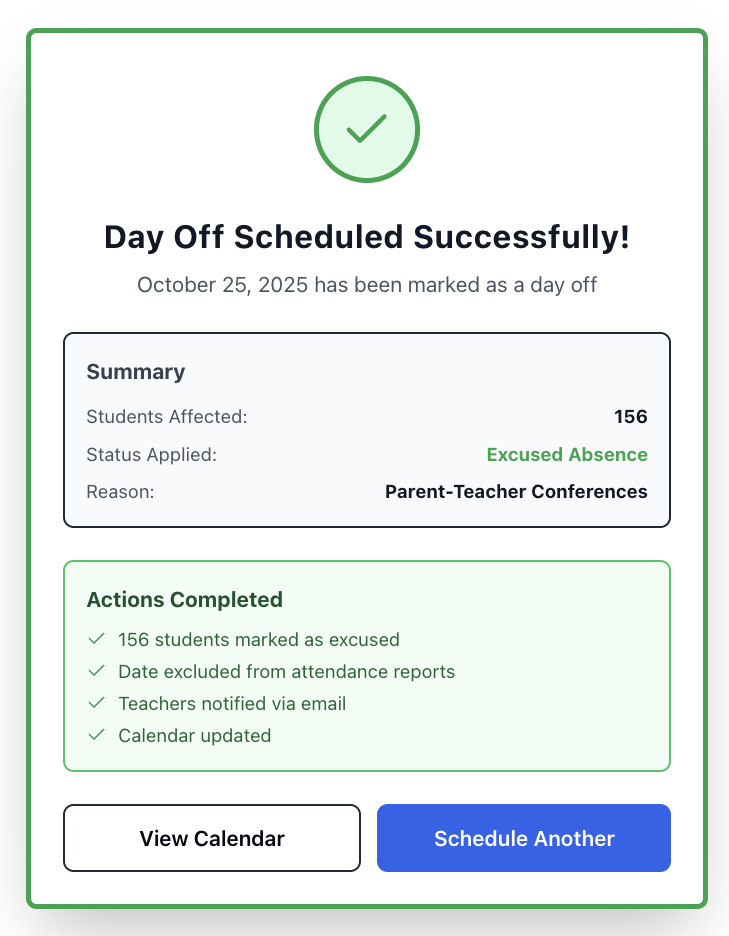 Day Off Scheduled Successfully!
October 25, 2025 has been marked as a day off
Summary
Students Affected: 156
Status Applied: Excused Absence
Reason: Parent-Teacher Conferences
Actions Completed
156 students marked as excused
Date excluded from attendance reports
Teachers notified via email
Calendar updated
View Calendar Schedule Another